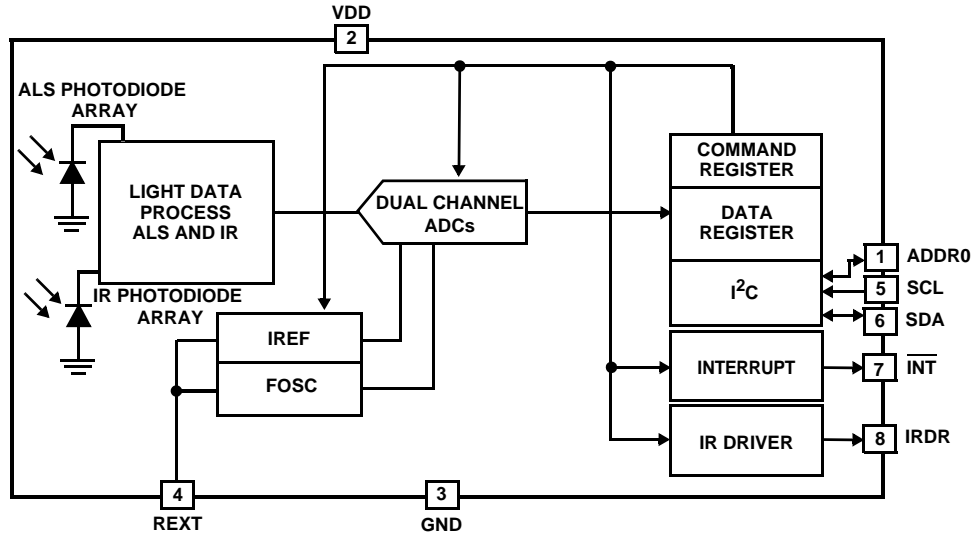 VDD
2
ALS PHOTODIODE
ARRAY
LIGHT DATA
PROCESS
ALS AND IR
DUAL CHANNEL
ADCs
COMMAND
REGISTER
DATA
REGISTER
I²C
1
ADDR0
5
SCL
6
SDA
IR PHOTODIODE
ARRAY
IREF
FOSC
INTERRUPT
7
INT
IR DRIVER
8
IRDR
4
REXT
3
GND